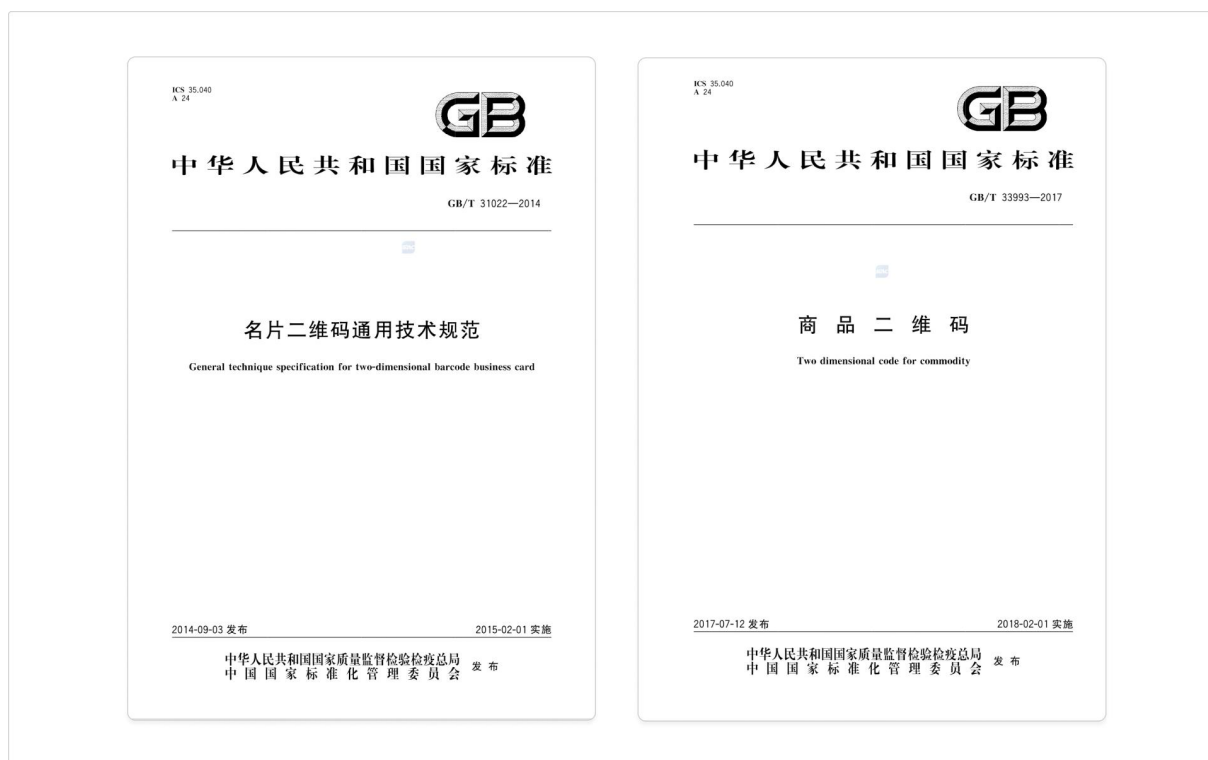 ICS 35.040
A 24
GB
中华人民共和国国家标准
GB/T 31022—2014
名片二维码通用技术规范
General technique specification for two-dimensional barcode business card
2014-09-03 发布
2015-02-01 实施
中华人民共和国国家质量监督检验检疫总局
中国国家标准化管理委员会
发布
ICS 35.040
A 24
GB
中华人民共和国国家标准
GB/T 33993—2017
商品二维码
Two dimensional code for commodity
2017-07-12 发布
2018-02-01 实施
中华人民共和国国家质量监督检验检疫总局
中国国家标准化管理委员会
发布